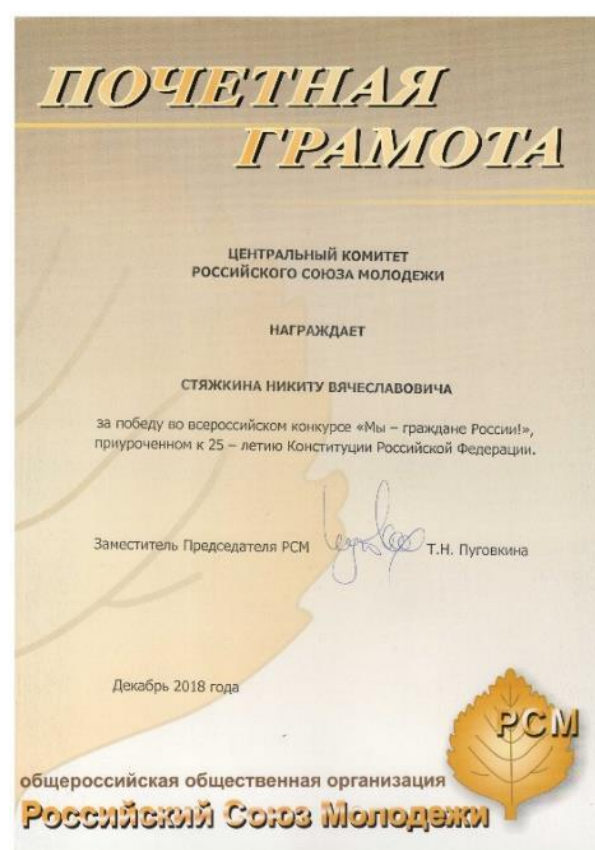 ПОЧЕТНАЯ
ГРАМОТА
ЦЕНТРАЛЬНЫЙ КОМИТЕТ
РОССИЙСКОГО СОЮЗА МОЛОДЕЖИ
НАГРАЖДАЕТ
СТЯЖКИНА НИКИТУ ВЯЧЕСЛАВОВИЧА
за победу во всероссийском конкурсе «Мы – граждане России!»,
приуроченном к 25 – летию Конституции Российской Федерации.
Заместитель Председателя РСМ Т.Н. Пуговкина
Декабрь 2018 года
РСМ
общероссийская общественная организация
Российский Союз Молодежи